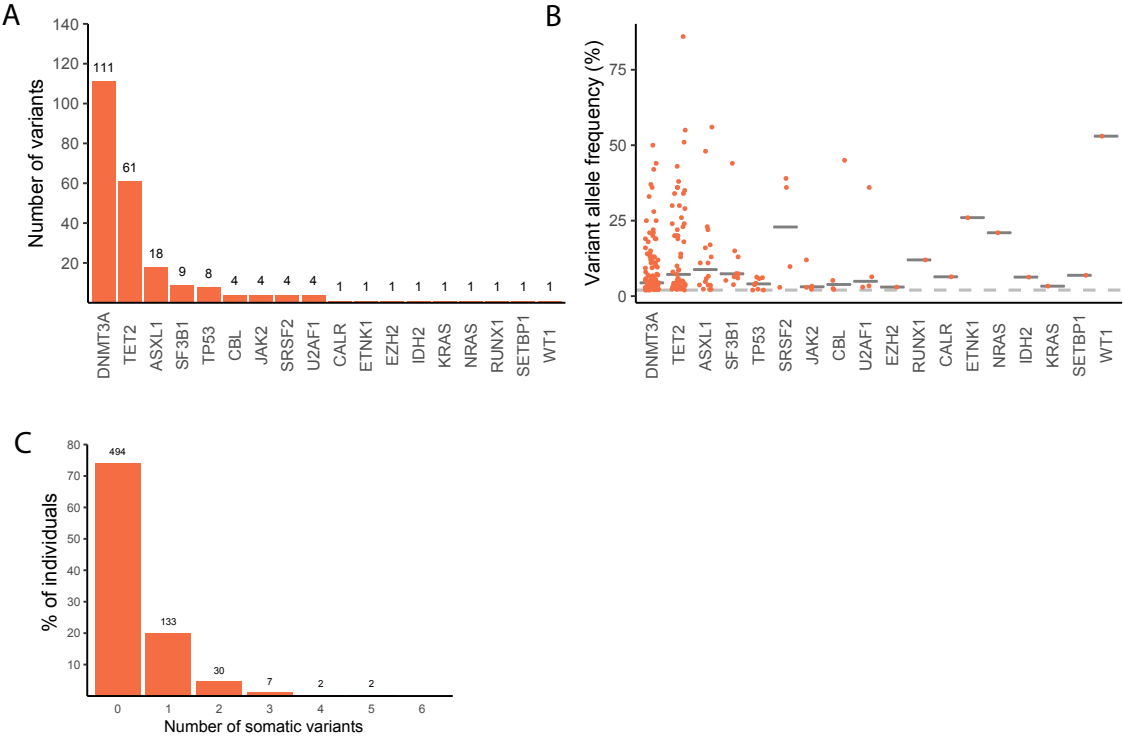 A
Number of variants
140
120
100
80
60
40
20
111
61
18
9
8
4
4
4
4
1
1
1
1
1
1
1
1
1
DNMT3A
TET2
ASXL1
SF3B1
TP53
CBL
JAK2
SRSF2
U2AF1
CALR
ETNK1
EZH2
IDH2
KRAS
NRAS
RUNX1
SETBP1
WT1
B
Variant allele frequency (%)
75
50
25
0
DNMT3A
TET2
ASXL1
SF3B1
TP53
SRSF2
JAK2
CBL
U2AF1
EZH2
RUNX1
CALR
ETNK1
NRAS
IDH2
KRAS
SETBP1
WT1
C
% of individuals
80
70
60
50
40
30
20
10
494
133
30
7
2
2
0
1
2
3
4
5
6
Number of somatic variants